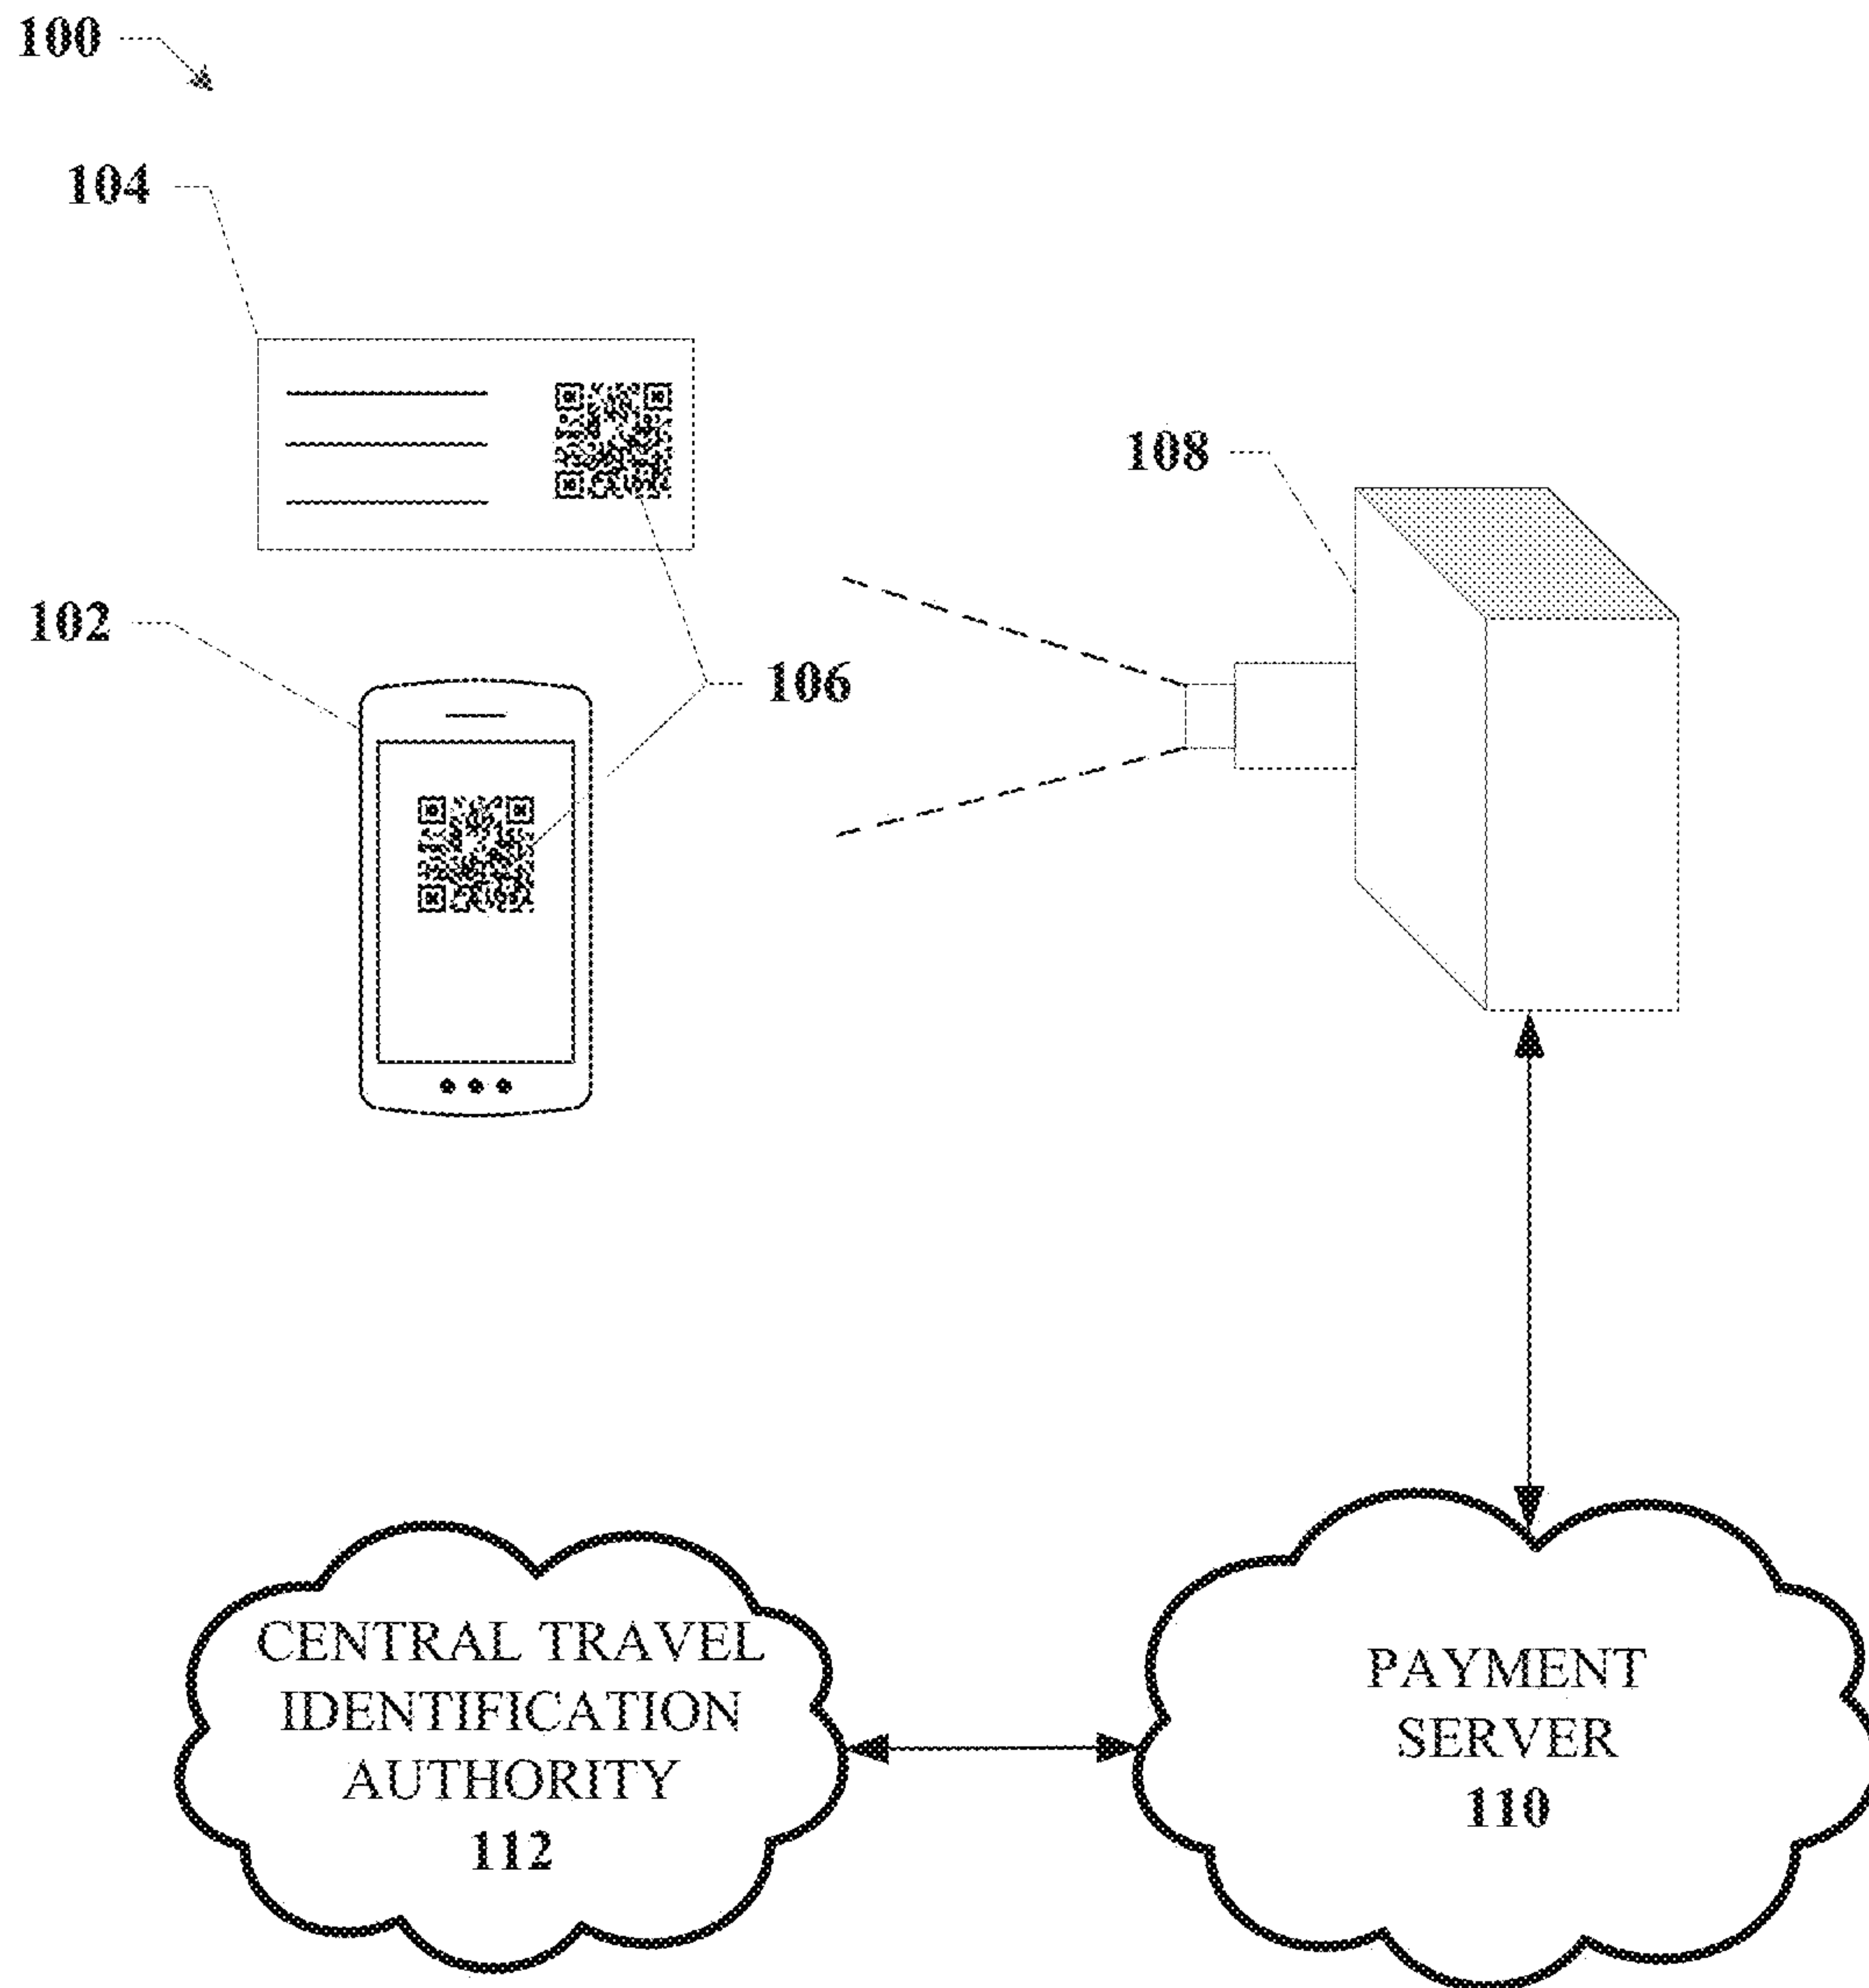 100
104
108
102
106
CENTRAL TRAVEL
IDENTIFICATION
AUTHORITY
112
PAYMENT
SERVER
110